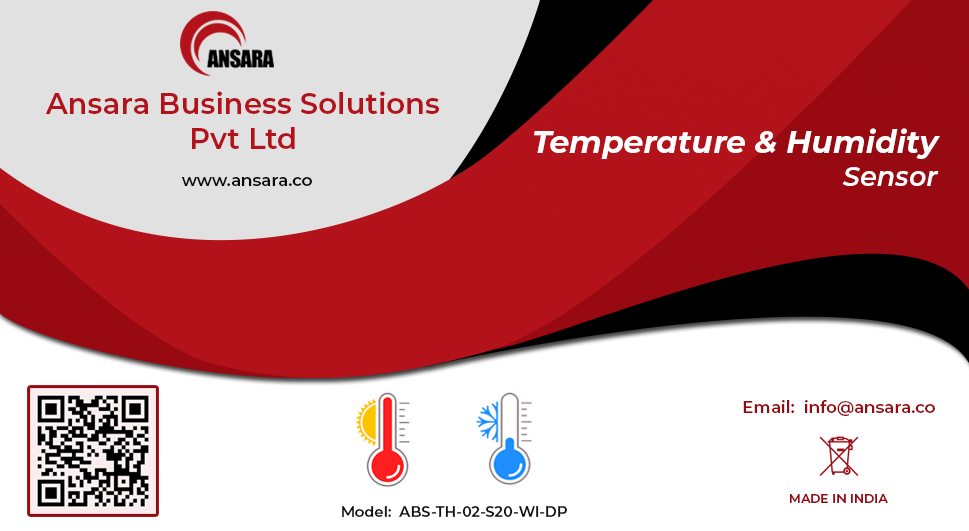 ANSARA
Ansara Business Solutions
Pvt Ltd
www.ansara.co
Temperature & Humidity
Sensor
Email: info@ansara.co
MADE IN INDIA
Model: ABS-TH-02-S20-WI-DP